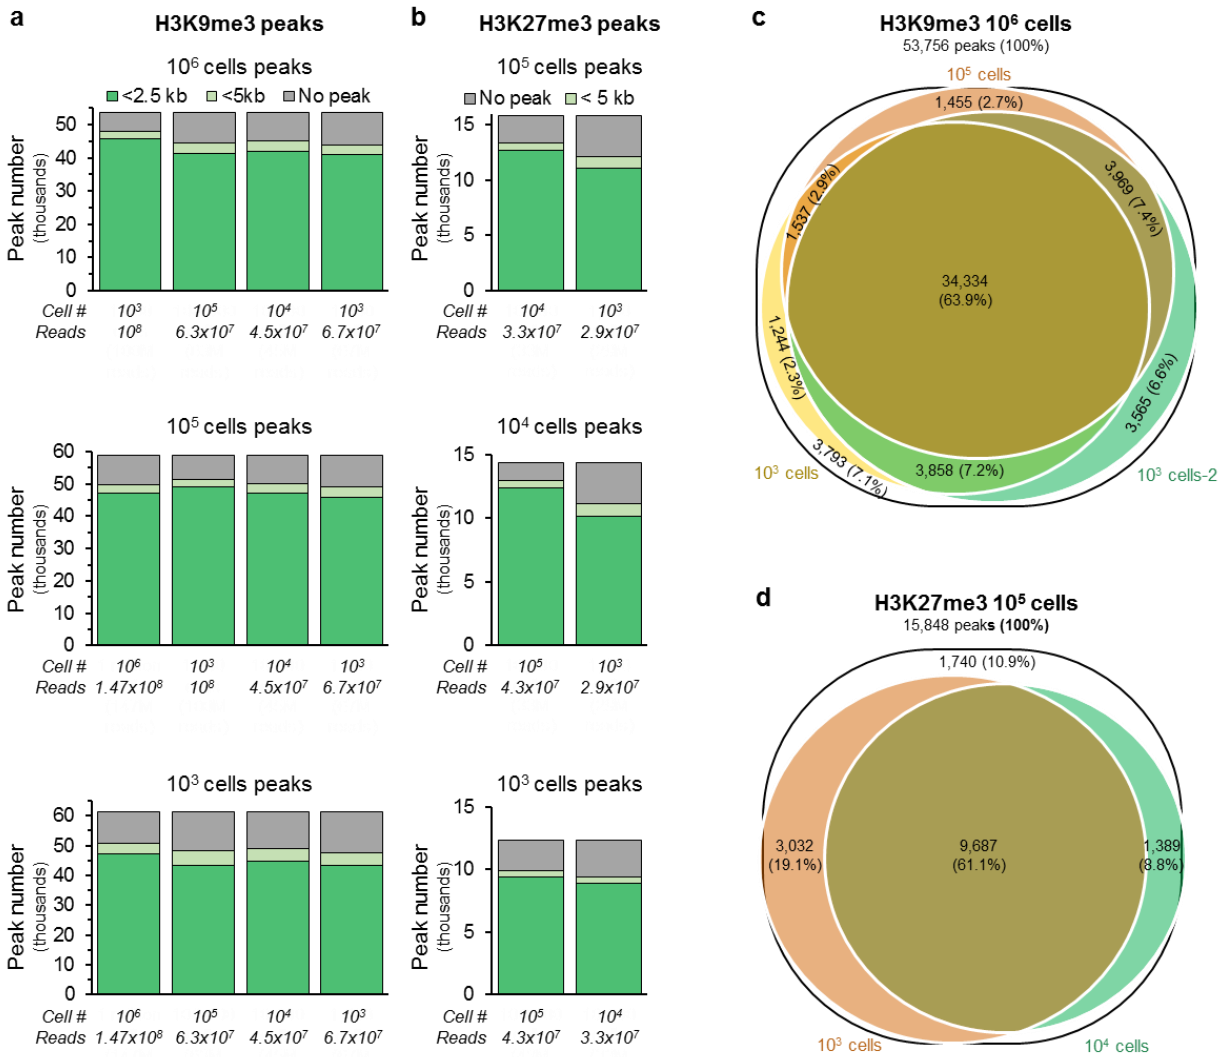 a
H3K9me3 peaks
10⁶ cells peaks
<2.5 kb <5kb No peak
Peak number
(thousands)
50
40
30
20
10
0
Cell # 10³ 10⁵ 10⁴ 10³
Reads 10⁸ 6.3x10⁷ 4.5x10⁷ 6.7x10⁷
10⁵ cells peaks
Peak number
(thousands)
60
50
40
30
20
10
0
Cell # 10⁶ 10³ 10⁴ 10³
Reads 1.47x10⁸ 10⁸ 4.5x10⁷ 6.7x10⁷
10³ cells peaks
Peak number
(thousands)
60
50
40
30
20
10
0
Cell # 10⁶ 10⁵ 10⁴ 10³
Reads 1.47x10⁸ 6.3x10⁷ 4.5x10⁷ 6.7x10⁷
b
H3K27me3 peaks
10⁵ cells peaks
No peak < 5 kb
Peak number
(thousands)
15
10
5
0
Cell # 10⁴ 10³
Reads 3.3x10⁷ 2.9x10⁷
10⁴ cells peaks
Peak number
(thousands)
15
10
5
0
Cell # 10⁵ 10³
Reads 4.3x10⁷ 2.9x10⁷
10³ cells peaks
Peak number
(thousands)
15
10
5
0
Cell # 10⁵ 10⁴
Reads 4.3x10⁷ 3.3x10⁷
c
H3K9me3 10⁶ cells
53,756 peaks (100%)
10⁵ cells
1,455 (2.7%)
3,969 (7.4%)
1,537 (2.9%)
34,334
(63.9%)
1,244 (2.3%)
3,565 (6.6%)
3,793 (7.1%)
3,858 (7.2%)
10³ cells
10³ cells-2
d
H3K27me3 10⁵ cells
15,848 peaks (100%)
1,740 (10.9%)
3,032
(19.1%)
9,687
(61.1%)
1,389
(8.8%)
10³ cells
10⁴ cells